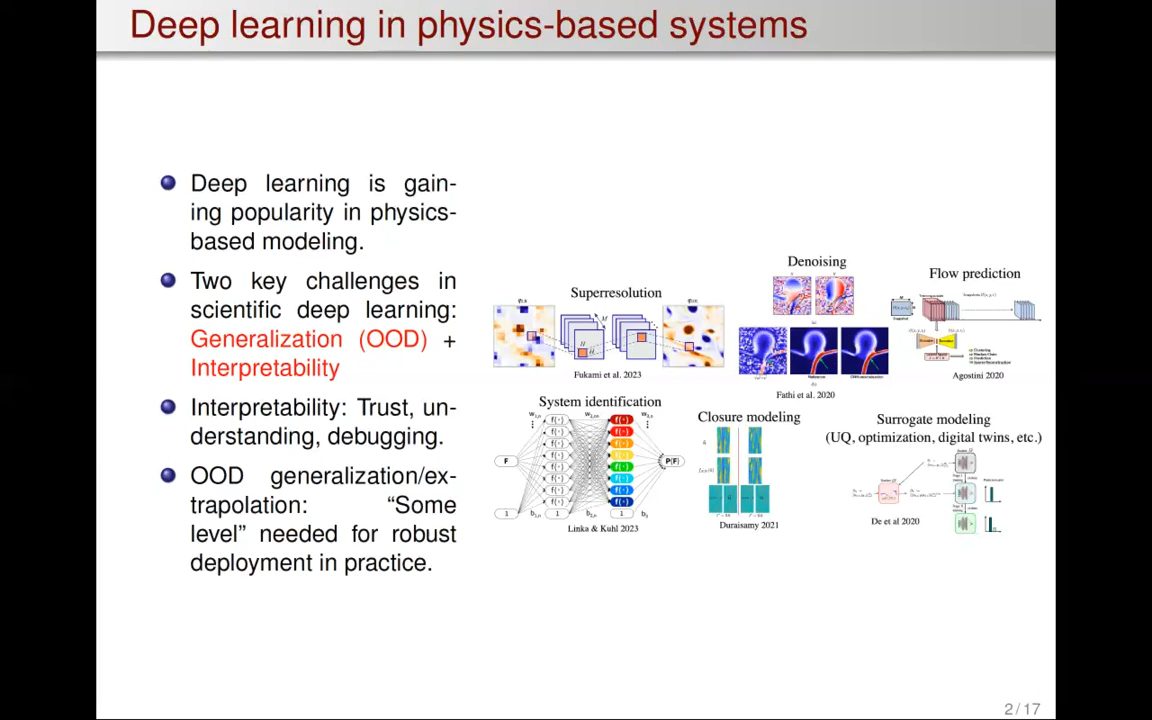 Deep learning in physics-based systems
Deep learning is gain-
ing popularity in physics-
based modeling.
Two key challenges in
scientific deep learning:
Generalization (OOD) +
Interpretability
Interpretability: Trust, un-
derstanding, debugging.
OOD generalization/ex-
trapolation: “Some
level” needed for robust
deployment in practice.
Superresolution
M
H
Fukami et al. 2023
Denoising
Fathi et al. 2020
Flow prediction
Agostini 2020
System identification
F
f(∘)
P(F)
1
1
1
Linka & Kuhl 2023
Closure modeling
Duraisamy 2021
Surrogate modeling
(UQ, optimization, digital twins, etc.)
De et al 2020
2 / 17